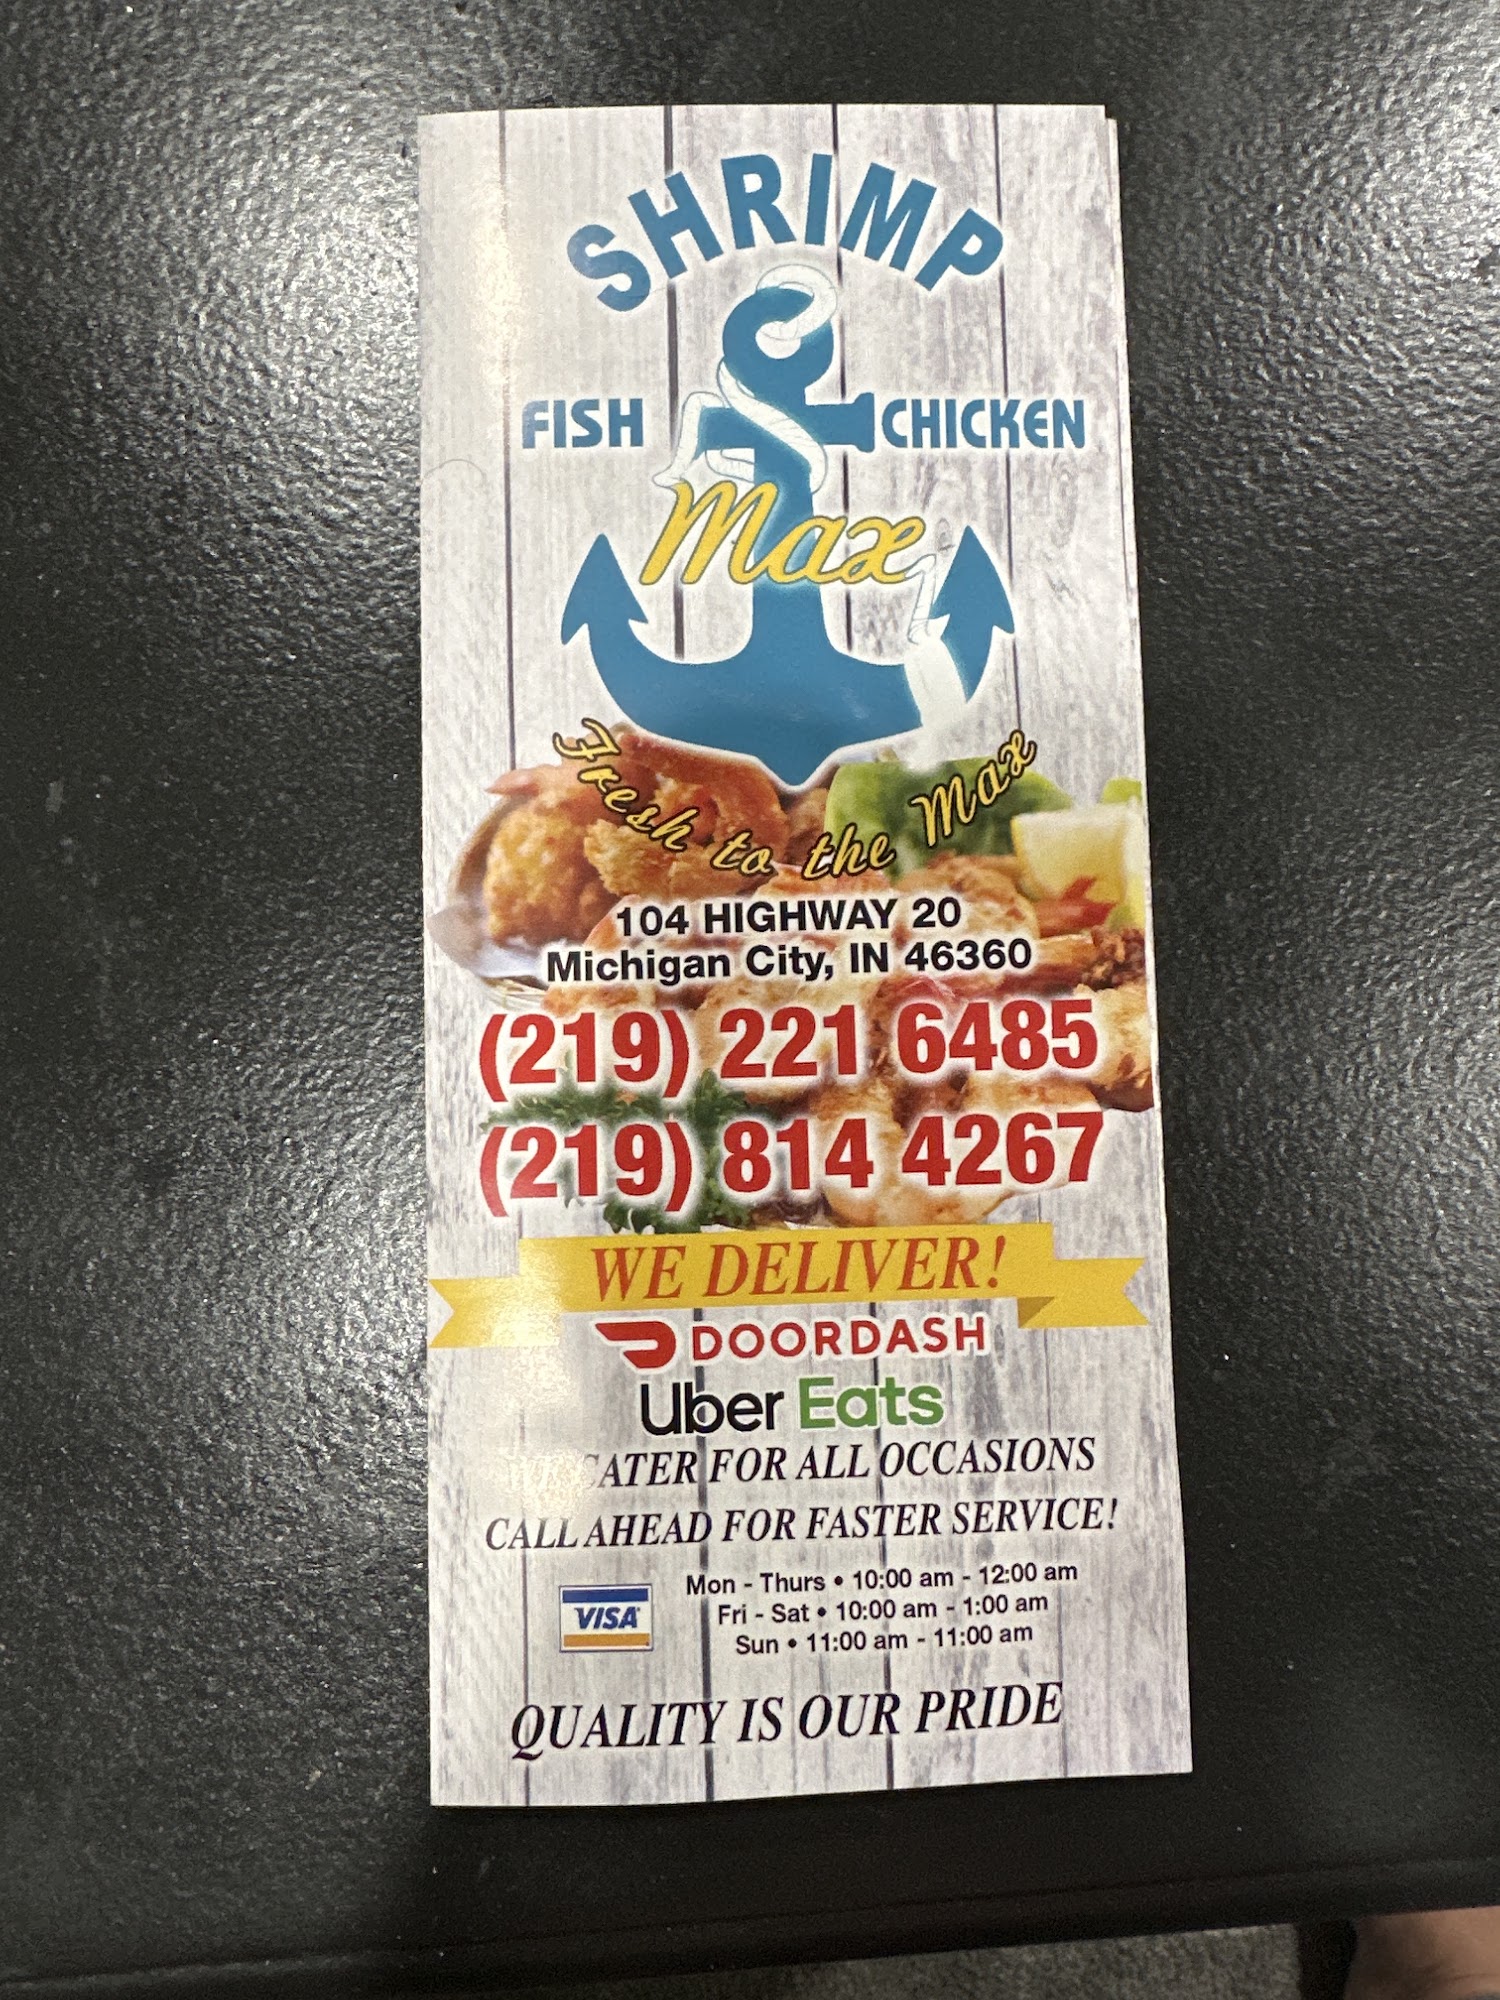 SHRIMP
FISH CHICKEN
Max
Fresh to the Max
104 HIGHWAY 20
Michigan City, IN 46360
(219) 221 6485
(219) 814 4267
WE DELIVER!
DOORDASH
Uber Eats
CATER FOR ALL OCCASIONS
CALL AHEAD FOR FASTER SERVICE!
Mon - Thurs • 10:00 am - 12:00 am
Fri - Sat • 10:00 am - 1:00 am
VISA
Sun • 11:00 am - 11:00 am
QUALITY IS OUR PRIDE